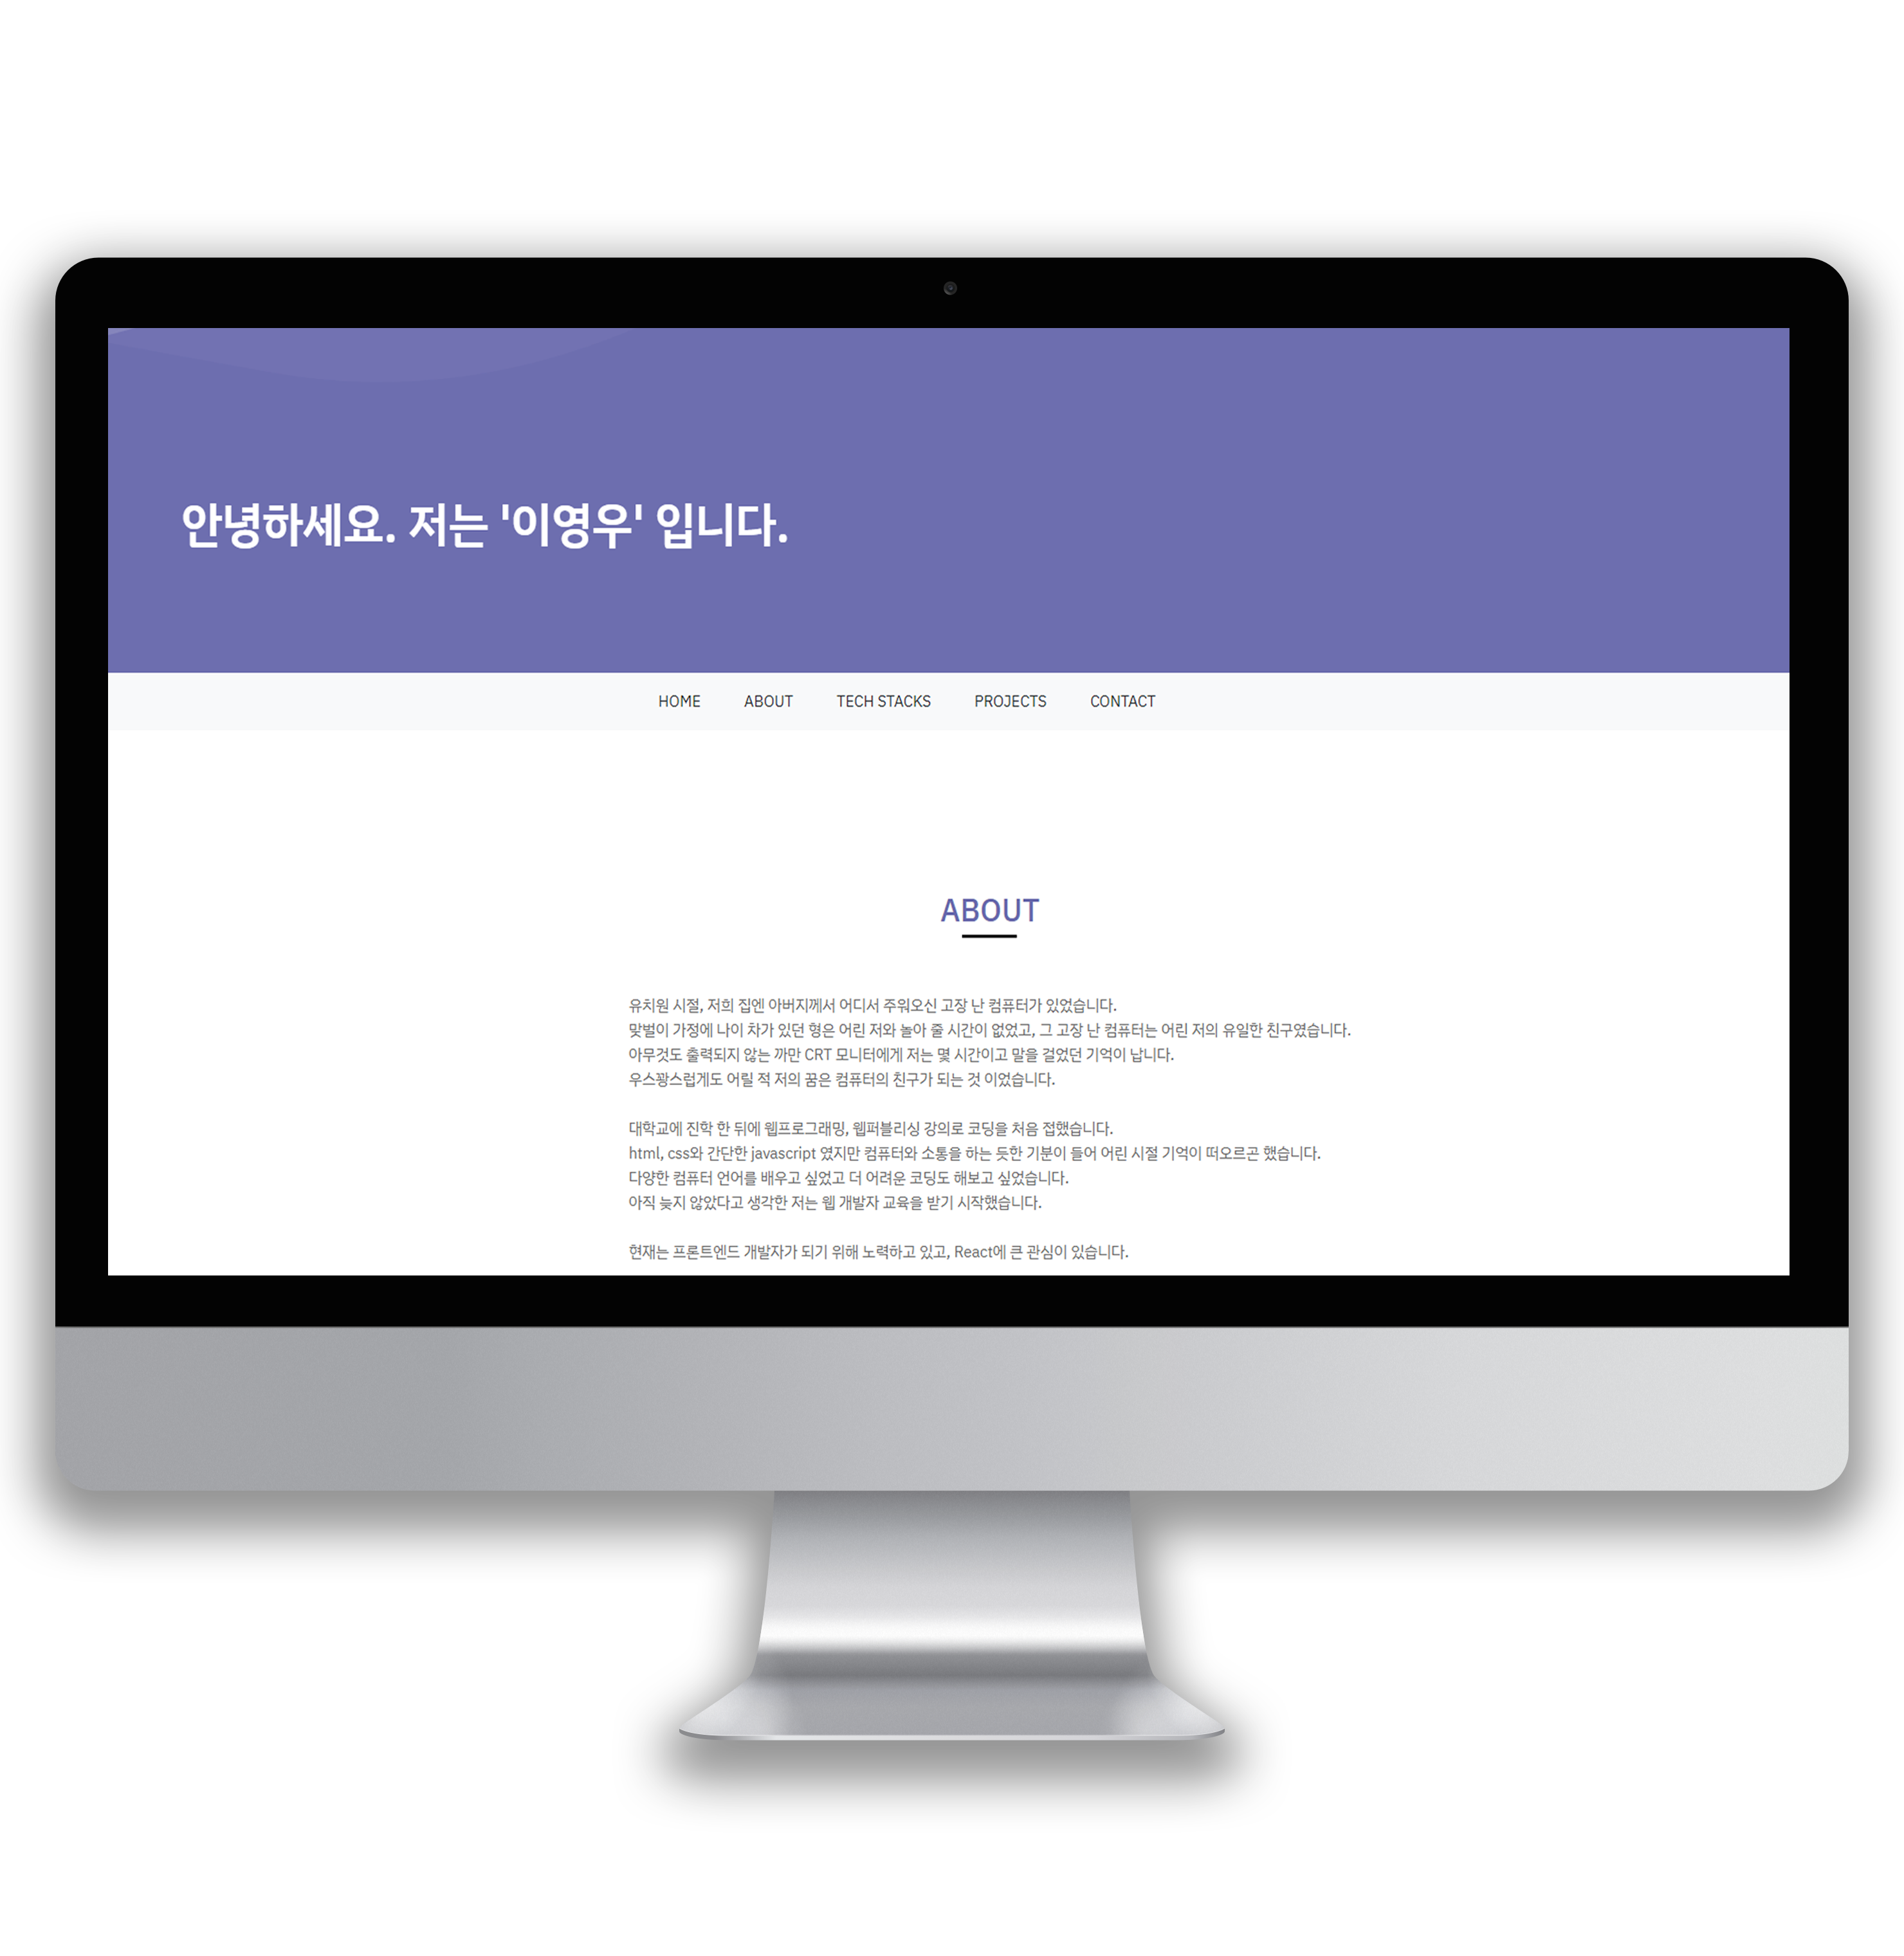 안녕하세요. 저는 '이영우' 입니다.
HOME ABOUT TECH STACKS PROJECTS CONTACT
ABOUT
유치원 시절, 저희 집엔 아버지께서 어디서 주워오신 고장 난 컴퓨터가 있었습니다.
맞벌이 가정에 나이 차가 있던 형은 어린 저와 놀아 줄 시간이 없었고, 그 고장 난 컴퓨터는 어린 저의 유일한 친구였습니다.
아무것도 출력되지 않는 까만 CRT 모니터에게 저는 몇 시간이고 말을 걸었던 기억이 납니다.
우스꽝스럽게도 어릴 적 저의 꿈은 컴퓨터의 친구가 되는 것 이었습니다.
대학교에 진학 한 뒤에 웹프로그래밍, 웹퍼블리싱 강의로 코딩을 처음 접했습니다.
html, css와 간단한 javascript 였지만 컴퓨터와 소통을 하는 듯한 기분이 들어 어린 시절 기억이 떠오르곤 했습니다.
다양한 컴퓨터 언어를 배우고 싶었고 더 어려운 코딩도 해보고 싶었습니다.
아직 늦지 않았다고 생각한 저는 웹 개발자 교육을 받기 시작했습니다.
현재는 프론트엔드 개발자가 되기 위해 노력하고 있고, React에 큰 관심이 있습니다.